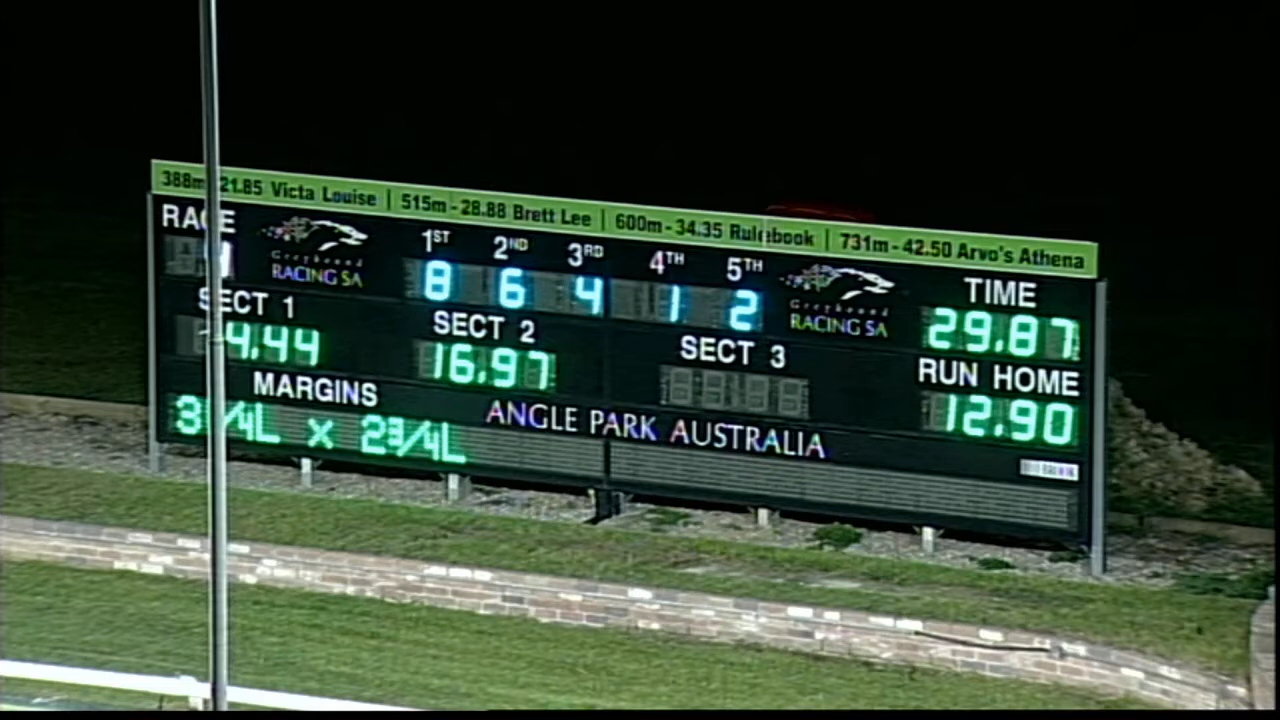 388m 21.85 Victa Louise | 515m - 28.88 Brett Lee | 600m - 34.35 Rulebook | 731m - 42.50 Arvo's Athena
RACE
Greyhound
RACING SA
1ST 2ND 3RD 4TH 5TH
8 6 4 1 2
Greyhound
RACING SA
TIME
29.87
SECT 1
4.44
SECT 2
16.97
SECT 3
RUN HOME
12.90
MARGINS
x 2 3/4L
ANGLE PARK AUSTRALIA